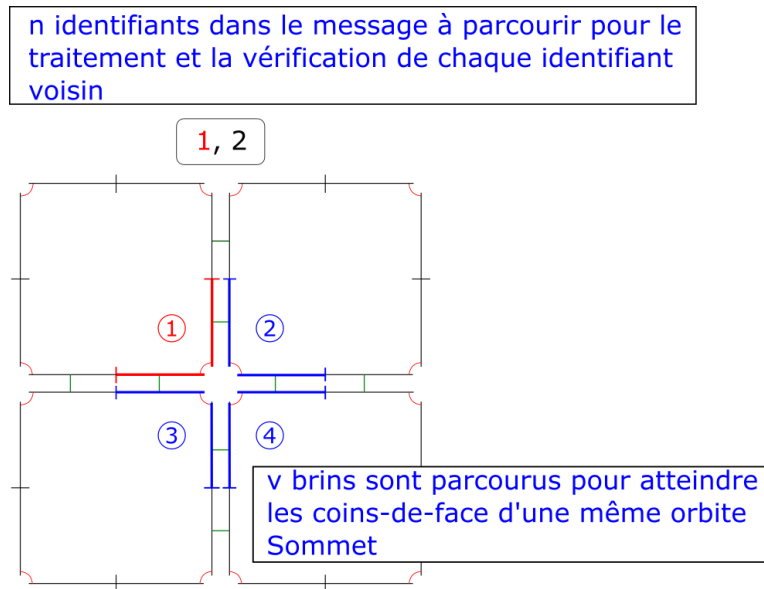 n identifiants dans le message à parcourir pour le
traitement et la vérification de chaque identifiant
voisin
1, 2
① ②
③ ④
v brins sont parcourus pour atteindre
les coins-de-face d'une même orbite
Sommet